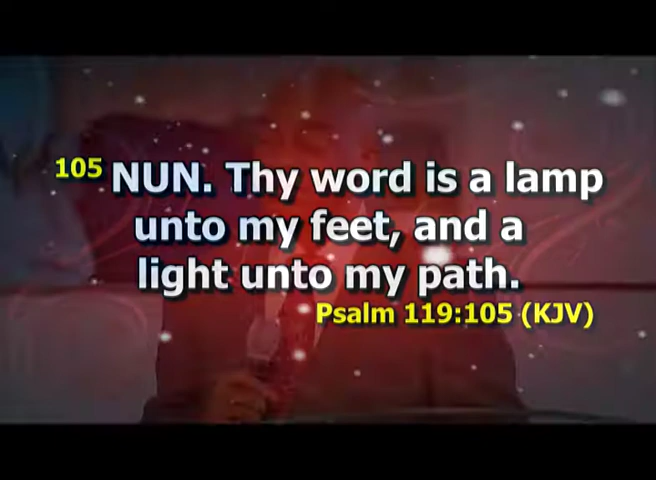 105 NUN. Thy word is a lamp
unto my feet, and a
light unto my path.
Psalm 119:105 (KJV)